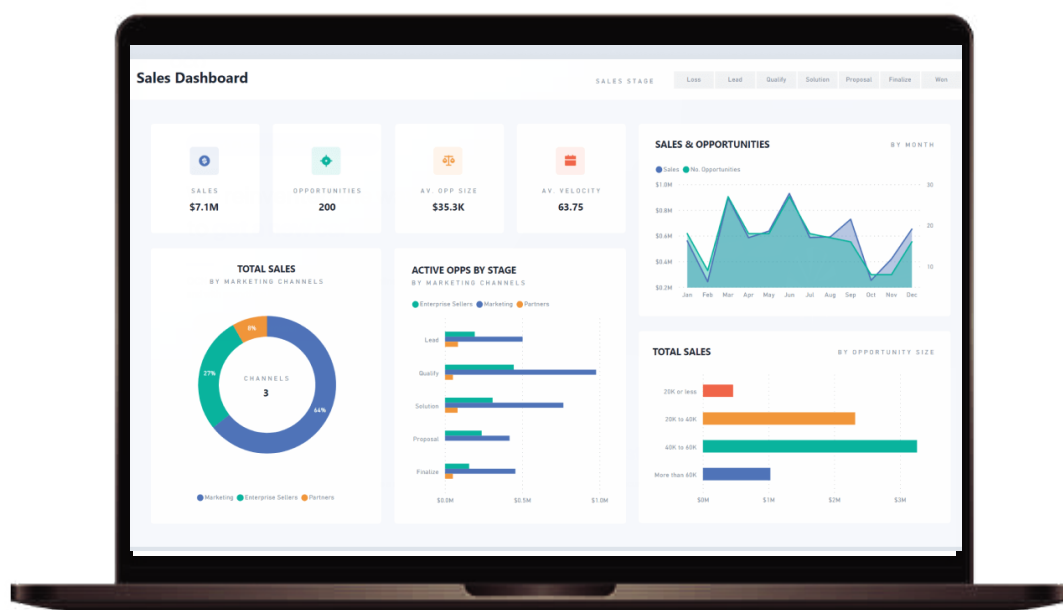 Sales Dashboard
SALES STAGE
Loss Lead Qualify Solution Proposal Finalize Won
SALES
$7.1M
OPPORTUNITIES
200
AV. OPP SIZE
$35.3K
AV. VELOCITY
63.75
SALES & OPPORTUNITIES
BY MONTH
Sales No. Opportunities
$1.0M
$0.8M
$0.6M
$0.4M
$0.2M
30
20
10
Jan Feb Mar Apr May Jun Jul Aug Sep Oct Nov Dec
TOTAL SALES
BY MARKETING CHANNELS
8%
27%
64%
CHANNELS
3
Marketing Enterprise Sellers Partners
ACTIVE OPPS BY STAGE
BY MARKETING CHANNELS
Enterprise Sellers Marketing Partners
Lead
Qualify
Solution
Proposal
Finalize
$0.0M $0.5M $1.0M
TOTAL SALES
BY OPPORTUNITY SIZE
20K or less
20K to 40K
40K to 60K
More than 60K
$0M $1M $2M $3M